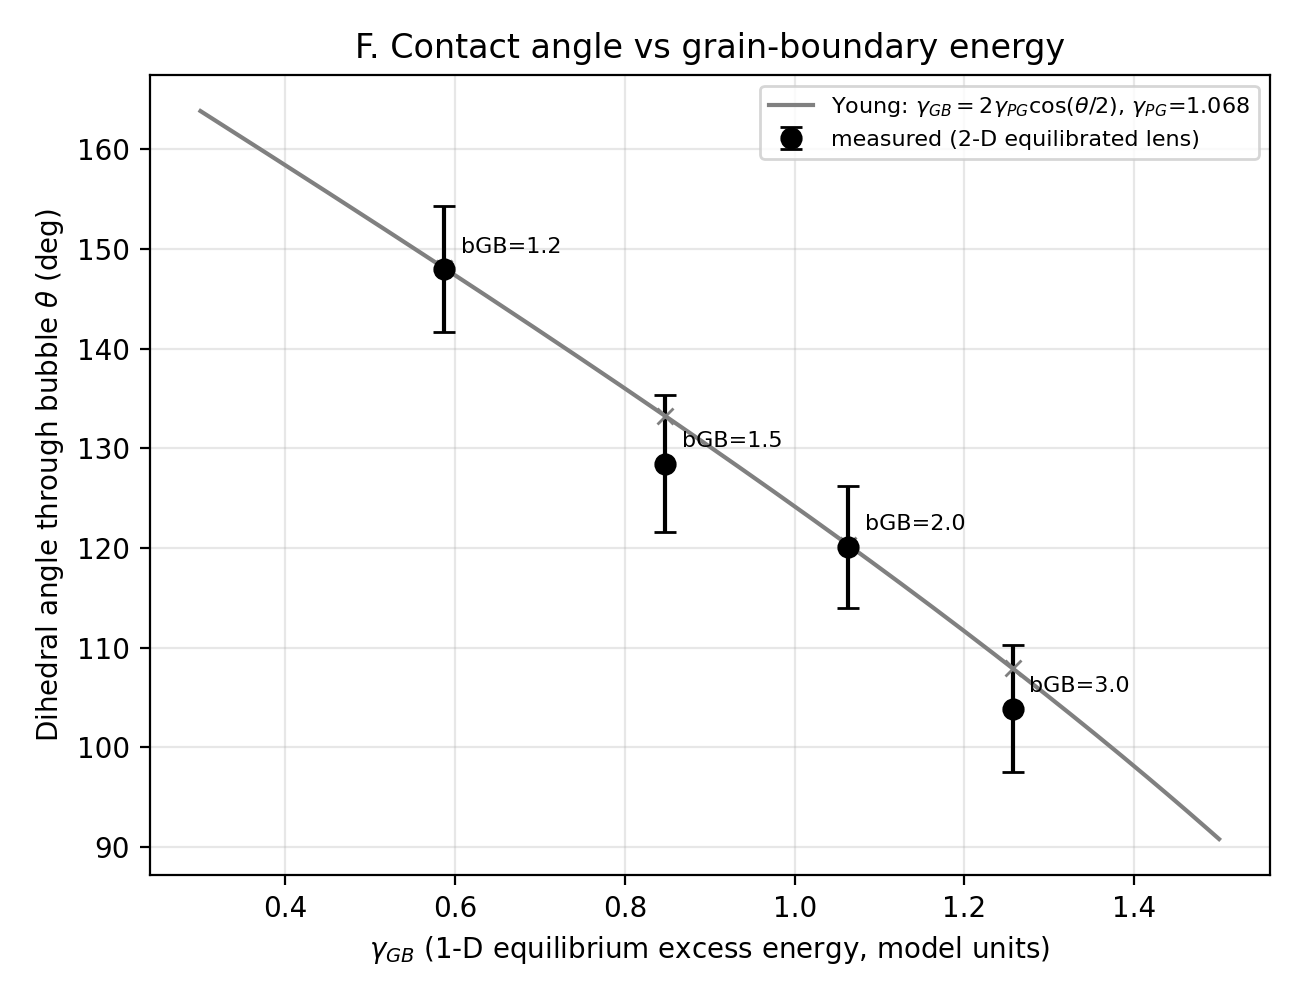 F. Contact angle vs grain-boundary energy
Young: γGB = 2γPGcos(θ/2), γPG=1.068
measured (2-D equilibrated lens)
bGB=1.2
bGB=1.5
bGB=2.0
bGB=3.0
Dihedral angle through bubble θ (deg)
160
150
140
130
120
110
100
90
0.4 0.6 0.8 1.0 1.2 1.4
γGB (1-D equilibrium excess energy, model units)